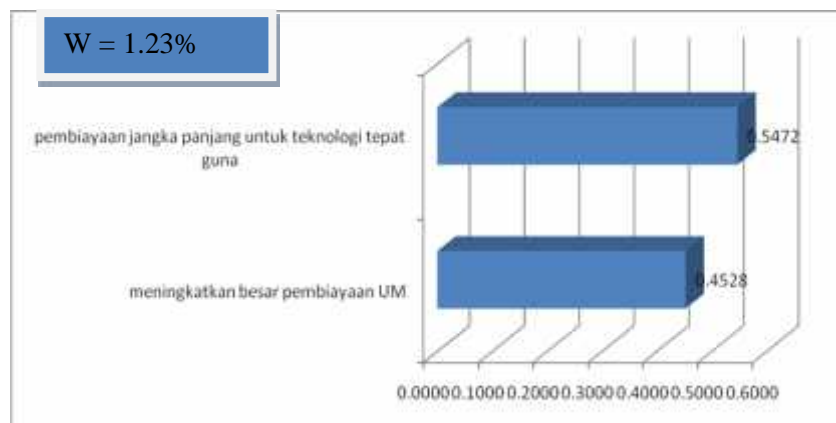 W = 1.23%
pembiayaan jangka panjang untuk teknologi tepat
guna
0.5472
meningkatkan besar pembiayaan UM
0.4528
0.0000 0.1000 0.2000 0.3000 0.4000 0.5000 0.6000